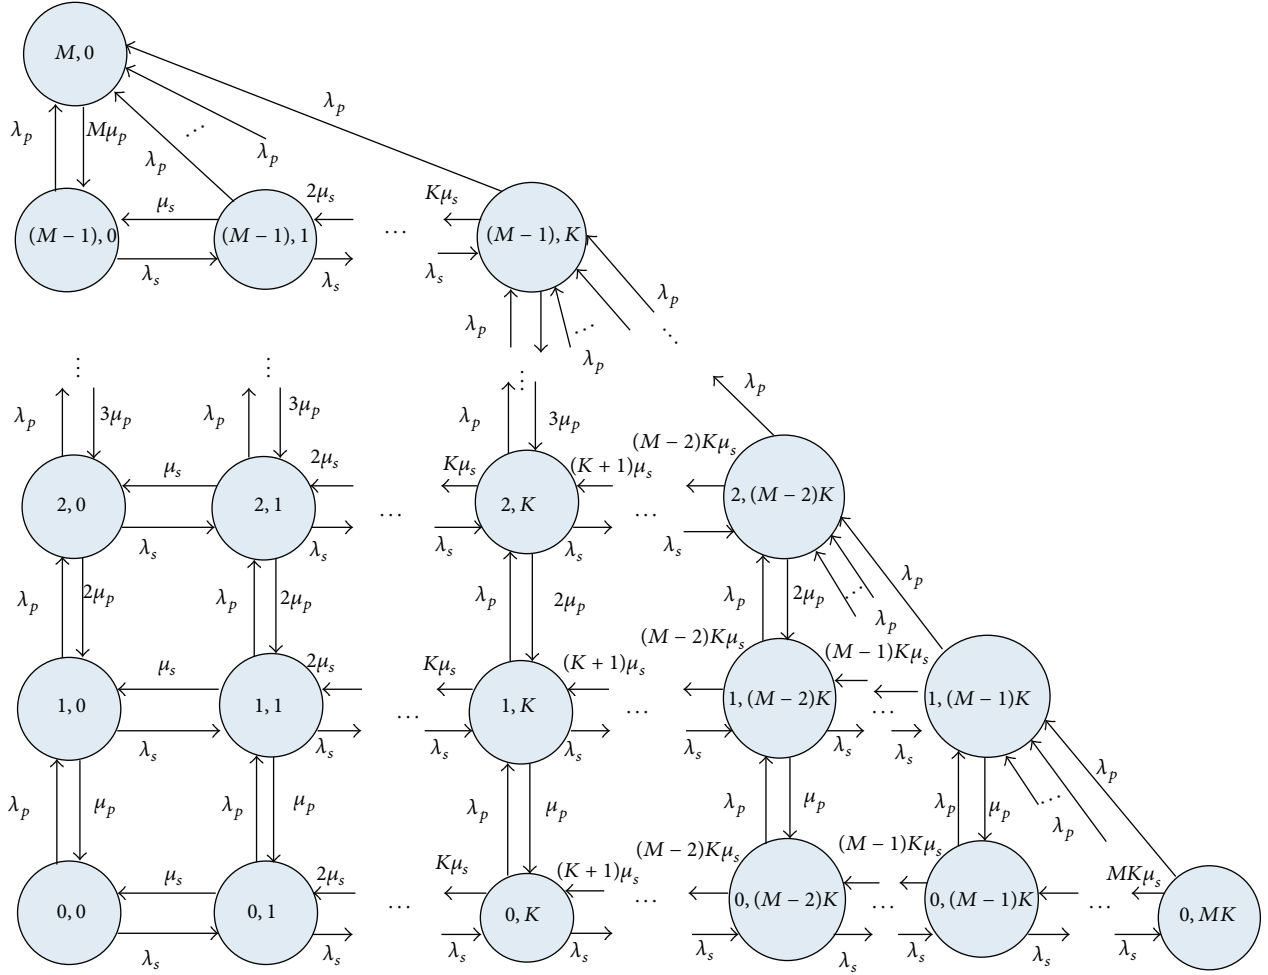 M, 0
λp
λp
Mμp
λp
λp
⋯
(M − 1), 0
μs
λs
(M − 1), 1
2μs
λs
⋯
Kμs
λs
(M − 1), K
λp
λp
⋯
λp
⋱
⋮
⋮
⋮
λp
λp
3μp
λp
3μp
λp
3μp
2, 0
μs
λs
2, 1
2μs
λs
⋯
Kμs
λs
2, K
(K + 1)μs
λs
⋯
(M − 2)Kμs
λs
2, (M − 2)K
λp
2μp
λp
2μp
λp
2μp
λp
2μp
⋯
λp
λp
1, 0
μs
λs
1, 1
2μs
λs
⋯
Kμs
λs
1, K
(K + 1)μs
λs
⋯
(M − 2)Kμs
λs
1, (M − 2)K
(M − 1)Kμs
λs
⋯
λs
1, (M − 1)K
λp
μp
λp
μp
λp
μp
λp
μp
λp
μp
⋯
λp
λp
0, 0
μs
λs
0, 1
2μs
λs
⋯
Kμs
λs
0, K
(K + 1)μs
λs
⋯
(M − 2)Kμs
λs
0, (M − 2)K
(M − 1)Kμs
λs
⋯
λs
0, (M − 1)K
λs
⋯
MKμs
λs
0, MK